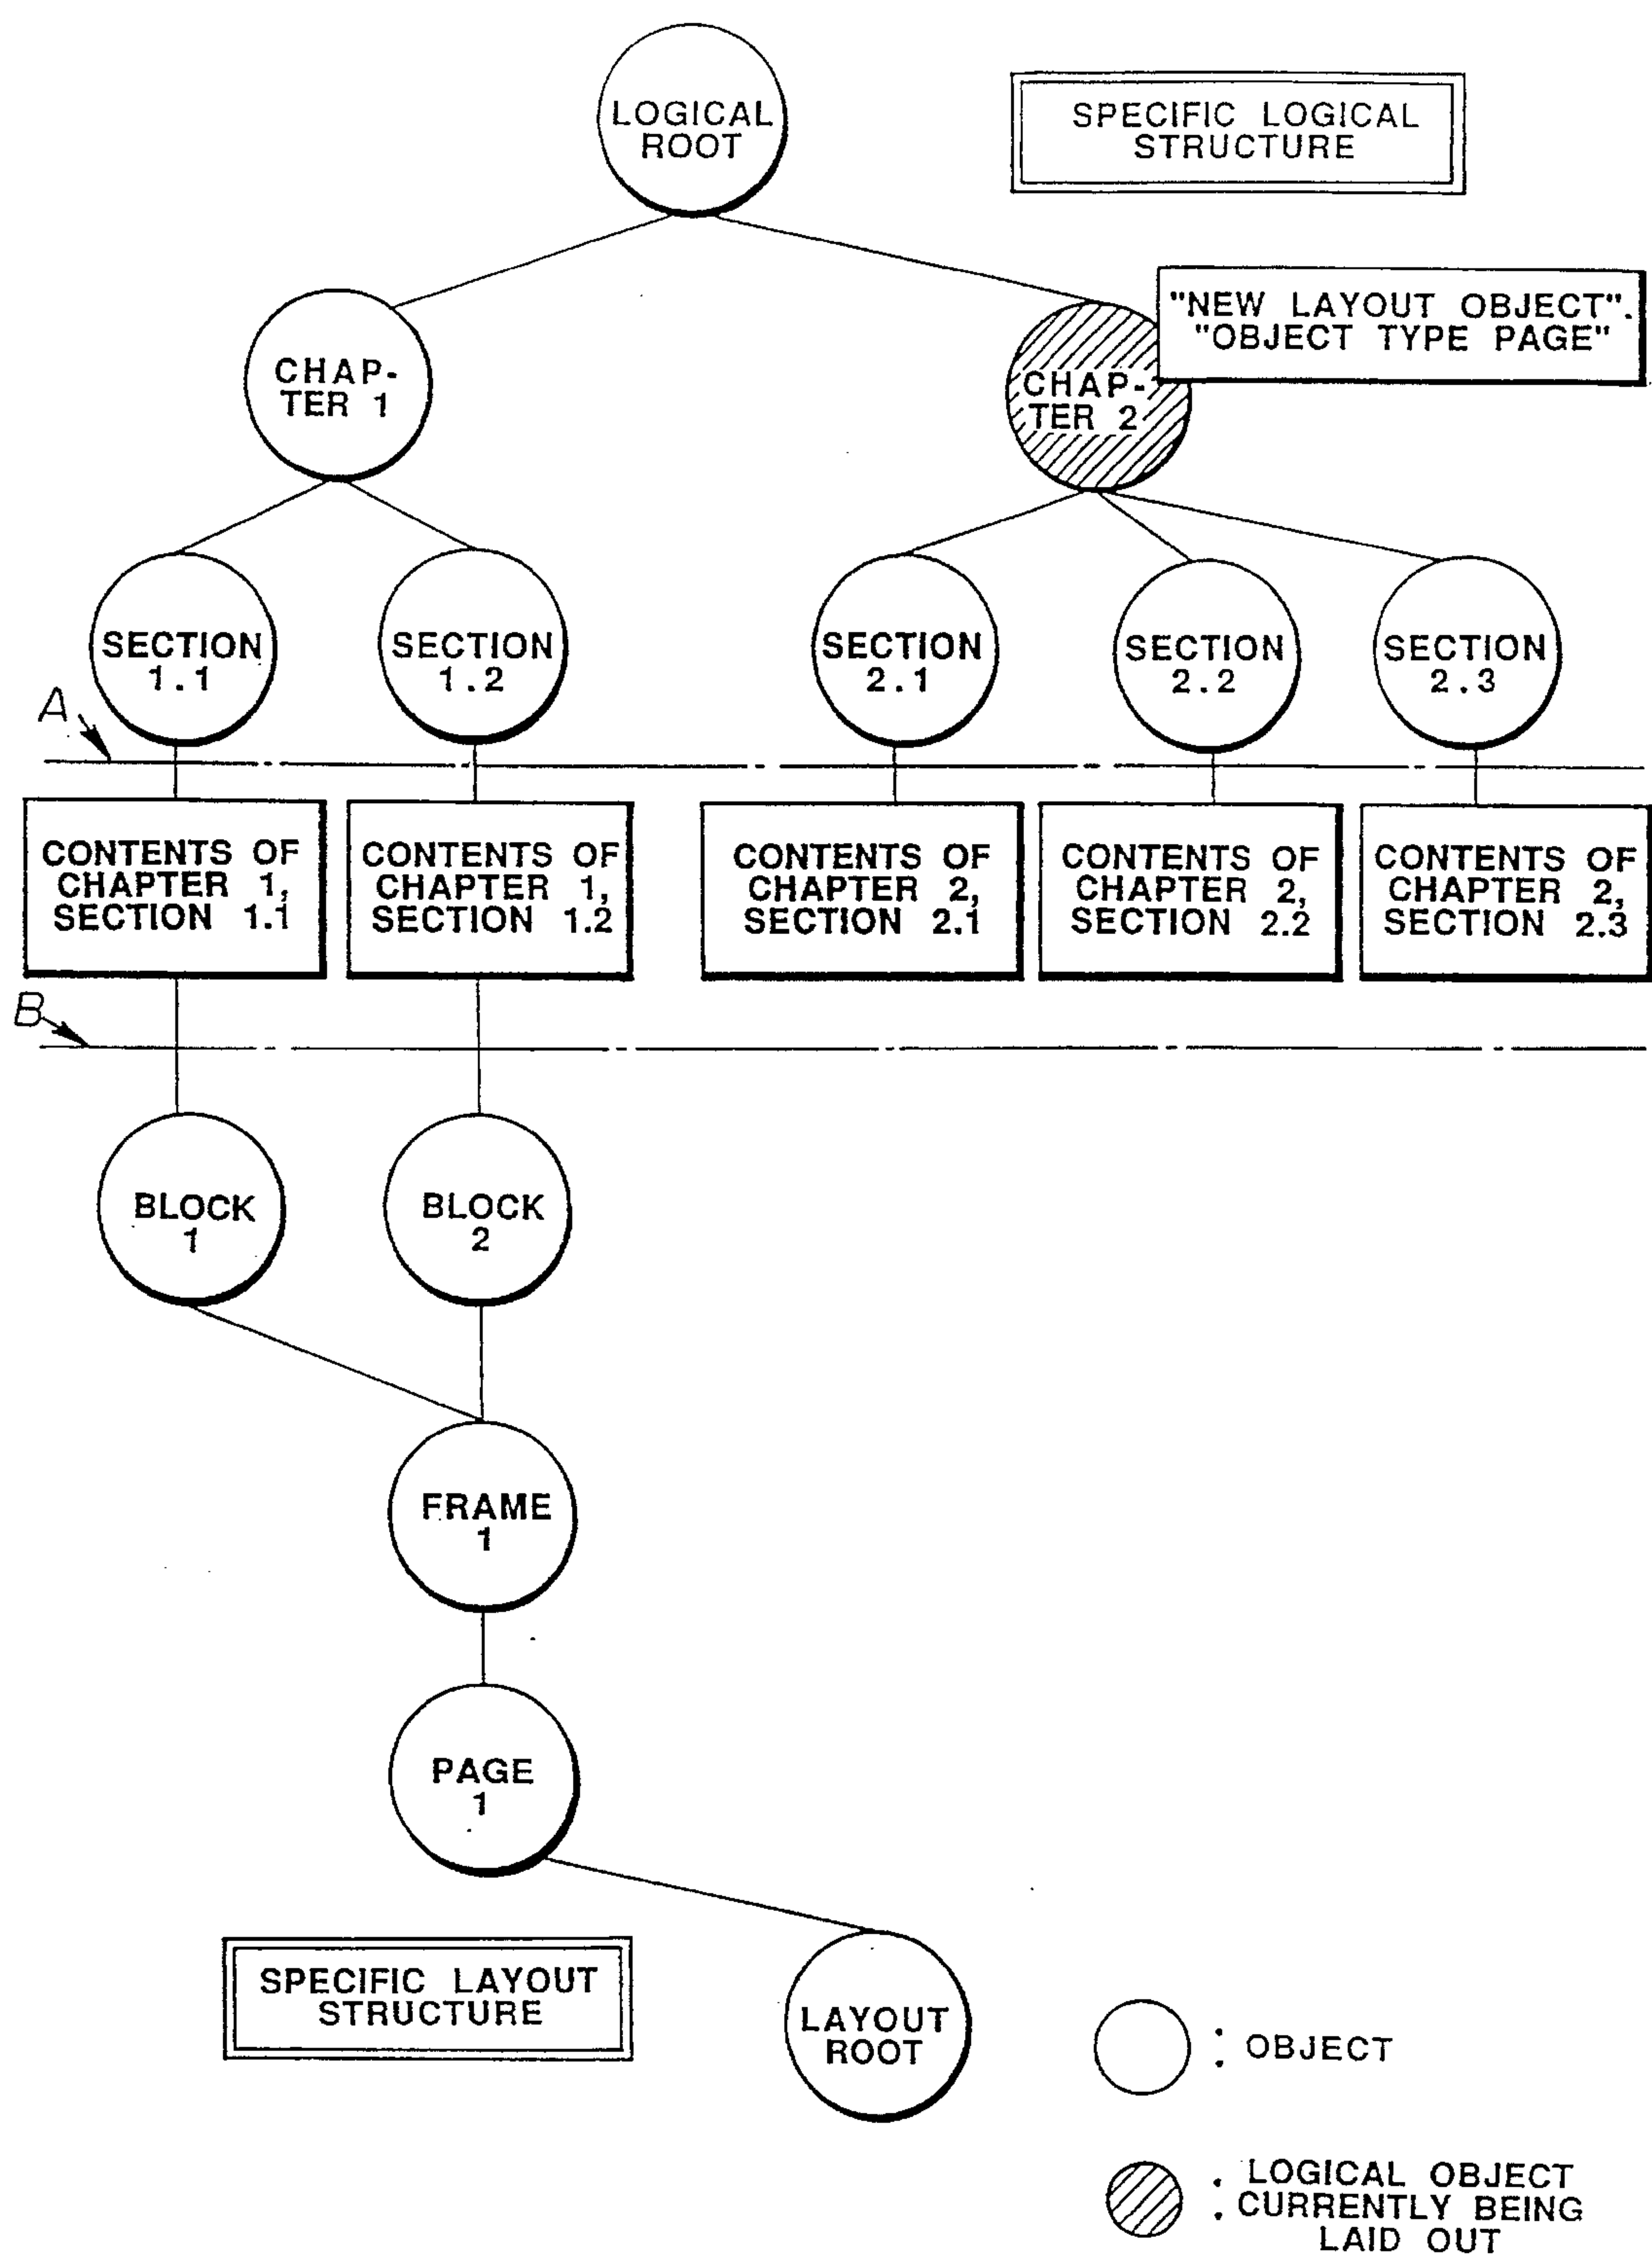 LOGICAL
ROOT
SPECIFIC LOGICAL
STRUCTURE
"NEW LAYOUT OBJECT".
"OBJECT TYPE PAGE"
CHAP-
TER 1
CHAP-
TER 2
SECTION
1.1
SECTION
1.2
SECTION
2.1
SECTION
2.2
SECTION
2.3
A
CONTENTS OF
CHAPTER 1,
SECTION 1.1
CONTENTS OF
CHAPTER 1,
SECTION 1.2
CONTENTS OF
CHAPTER 2,
SECTION 2.1
CONTENTS OF
CHAPTER 2,
SECTION 2.2
CONTENTS OF
CHAPTER 2,
SECTION 2.3
B
BLOCK
1
BLOCK
2
FRAME
1
PAGE
1
SPECIFIC LAYOUT
STRUCTURE
LAYOUT
ROOT
: OBJECT
: LOGICAL OBJECT
CURRENTLY BEING
LAID OUT